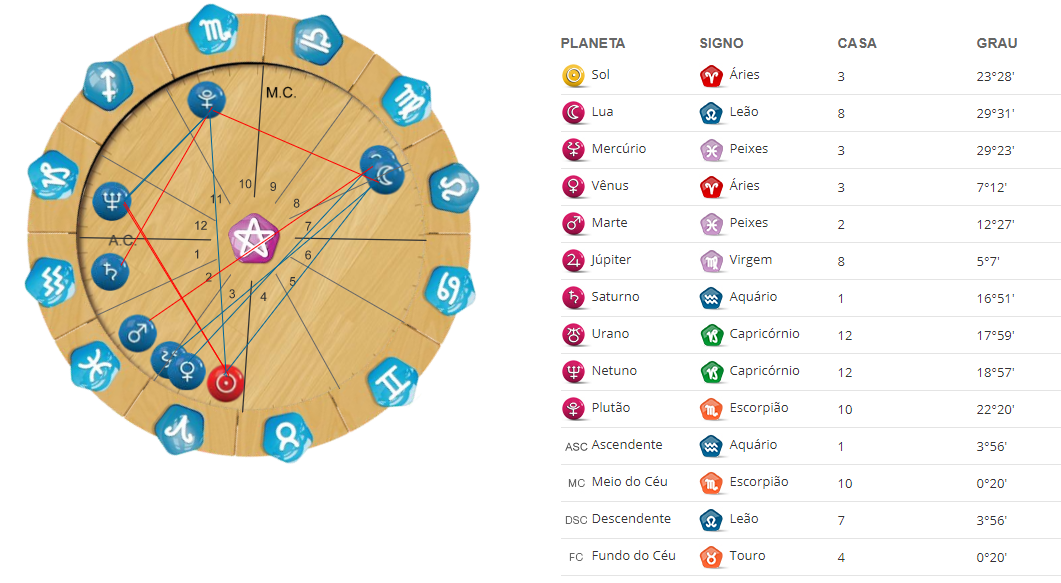 M.C.
10
9
11
8
12
7
A.C.
1
6
2
5
3
4
PLANETA SIGNO CASA GRAU
Sol Áries 3 23°28'
Lua Leão 8 29°31'
Mercúrio Peixes 3 29°23'
Vênus Áries 3 7°12'
Marte Peixes 2 12°27'
Júpiter Virgem 8 5°7'
Saturno Aquário 1 16°51'
Urano Capricórnio 12 17°59'
Netuno Capricórnio 12 18°57'
Plutão Escorpião 10 22°20'
ASC Ascendente Aquário 1 3°56'
MC Meio do Céu Escorpião 10 0°20'
DSC Descendente Leão 7 3°56'
FC Fundo do Céu Touro 4 0°20'